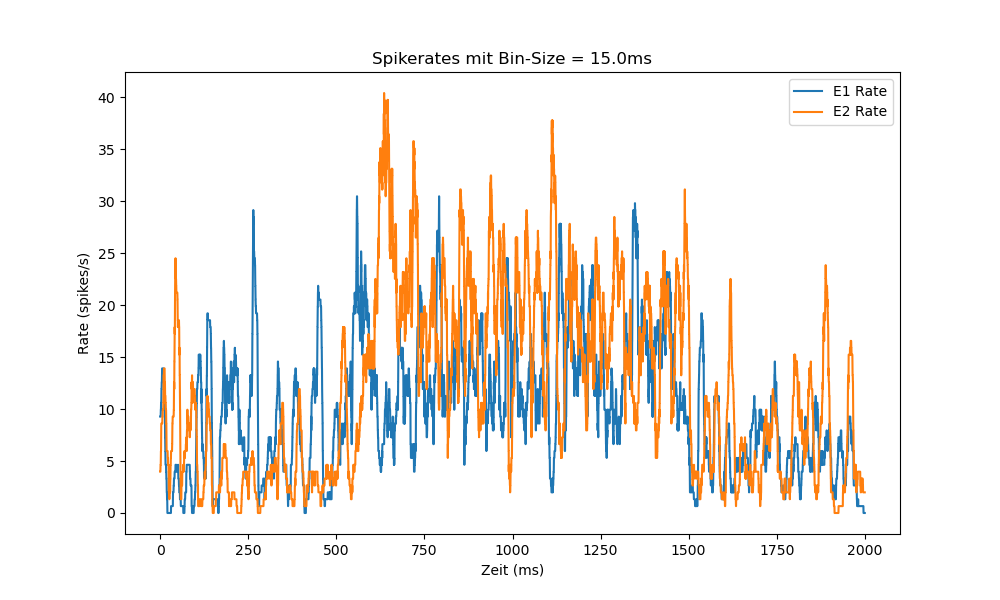 Spikerates mit Bin-Size = 15.0ms
E1 Rate
E2 Rate
40
35
30
25
20
15
10
5
0
Rate (spikes/s)
0 250 500 750 1000 1250 1500 1750 2000
Zeit (ms)